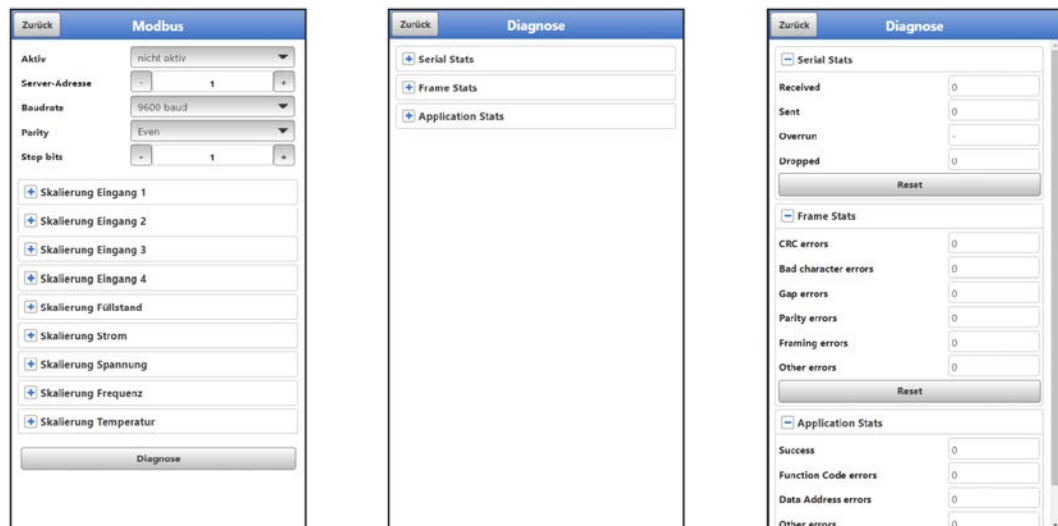 Zurück Modbus
Aktiv nicht aktiv
Server-Adresse - 1 +
Baudrate 9600 baud
Parity Even
Stop bits - 1 +
+ Skalierung Eingang 1
+ Skalierung Eingang 2
+ Skalierung Eingang 3
+ Skalierung Eingang 4
+ Skalierung Füllstand
+ Skalierung Strom
+ Skalierung Spannung
+ Skalierung Frequenz
+ Skalierung Temperatur
Diagnose
Zurück Diagnose
+ Serial Stats
+ Frame Stats
+ Application Stats
Zurück Diagnose
- Serial Stats
Received 0
Sent 0
Overrun -
Dropped 0
Reset
- Frame Stats
CRC errors 0
Bad character errors 0
Gap errors 0
Parity errors 0
Framing errors 0
Other errors 0
Reset
- Application Stats
Success 0
Function Code errors 0
Data Address errors 0
Other errors 0